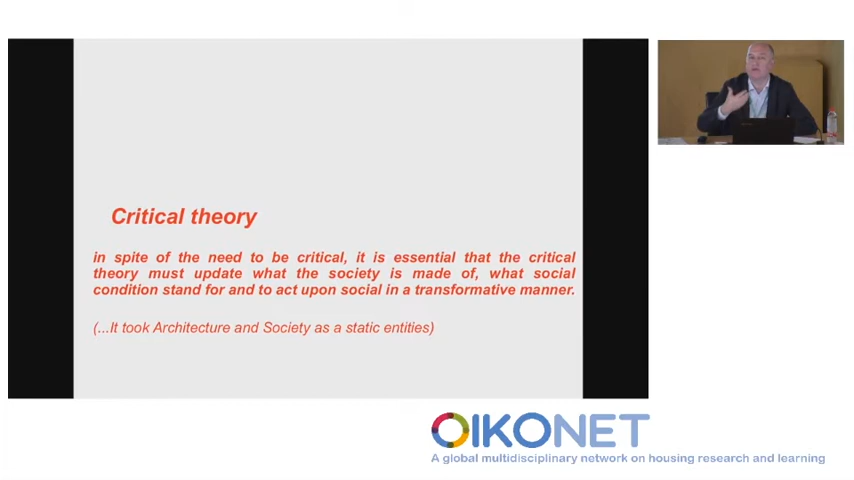 Critical theory
in spite of the need to be critical, it is essential that the critical
theory must update what the society is made of, what social
condition stand for and to act upon social in a transformative manner.
(...It took Architecture and Society as a static entities)
OIKONET
A global multidisciplinary network on housing research and learning